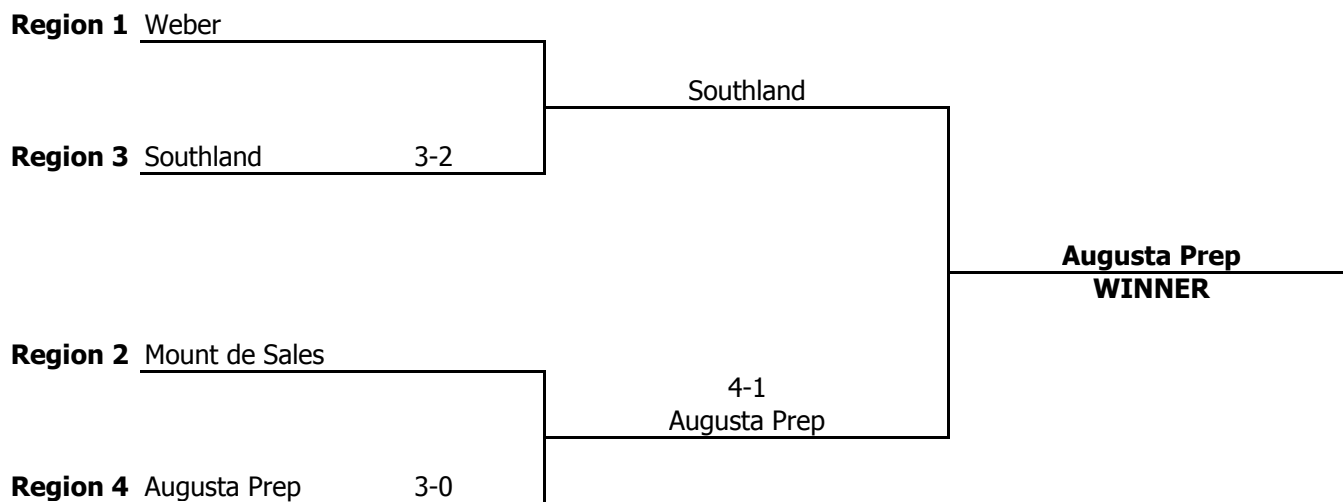 Region 1 Weber
Southland
Region 3 Southland 3-2
Augusta Prep
WINNER
Region 2 Mount de Sales
4-1
Augusta Prep
Region 4 Augusta Prep 3-0